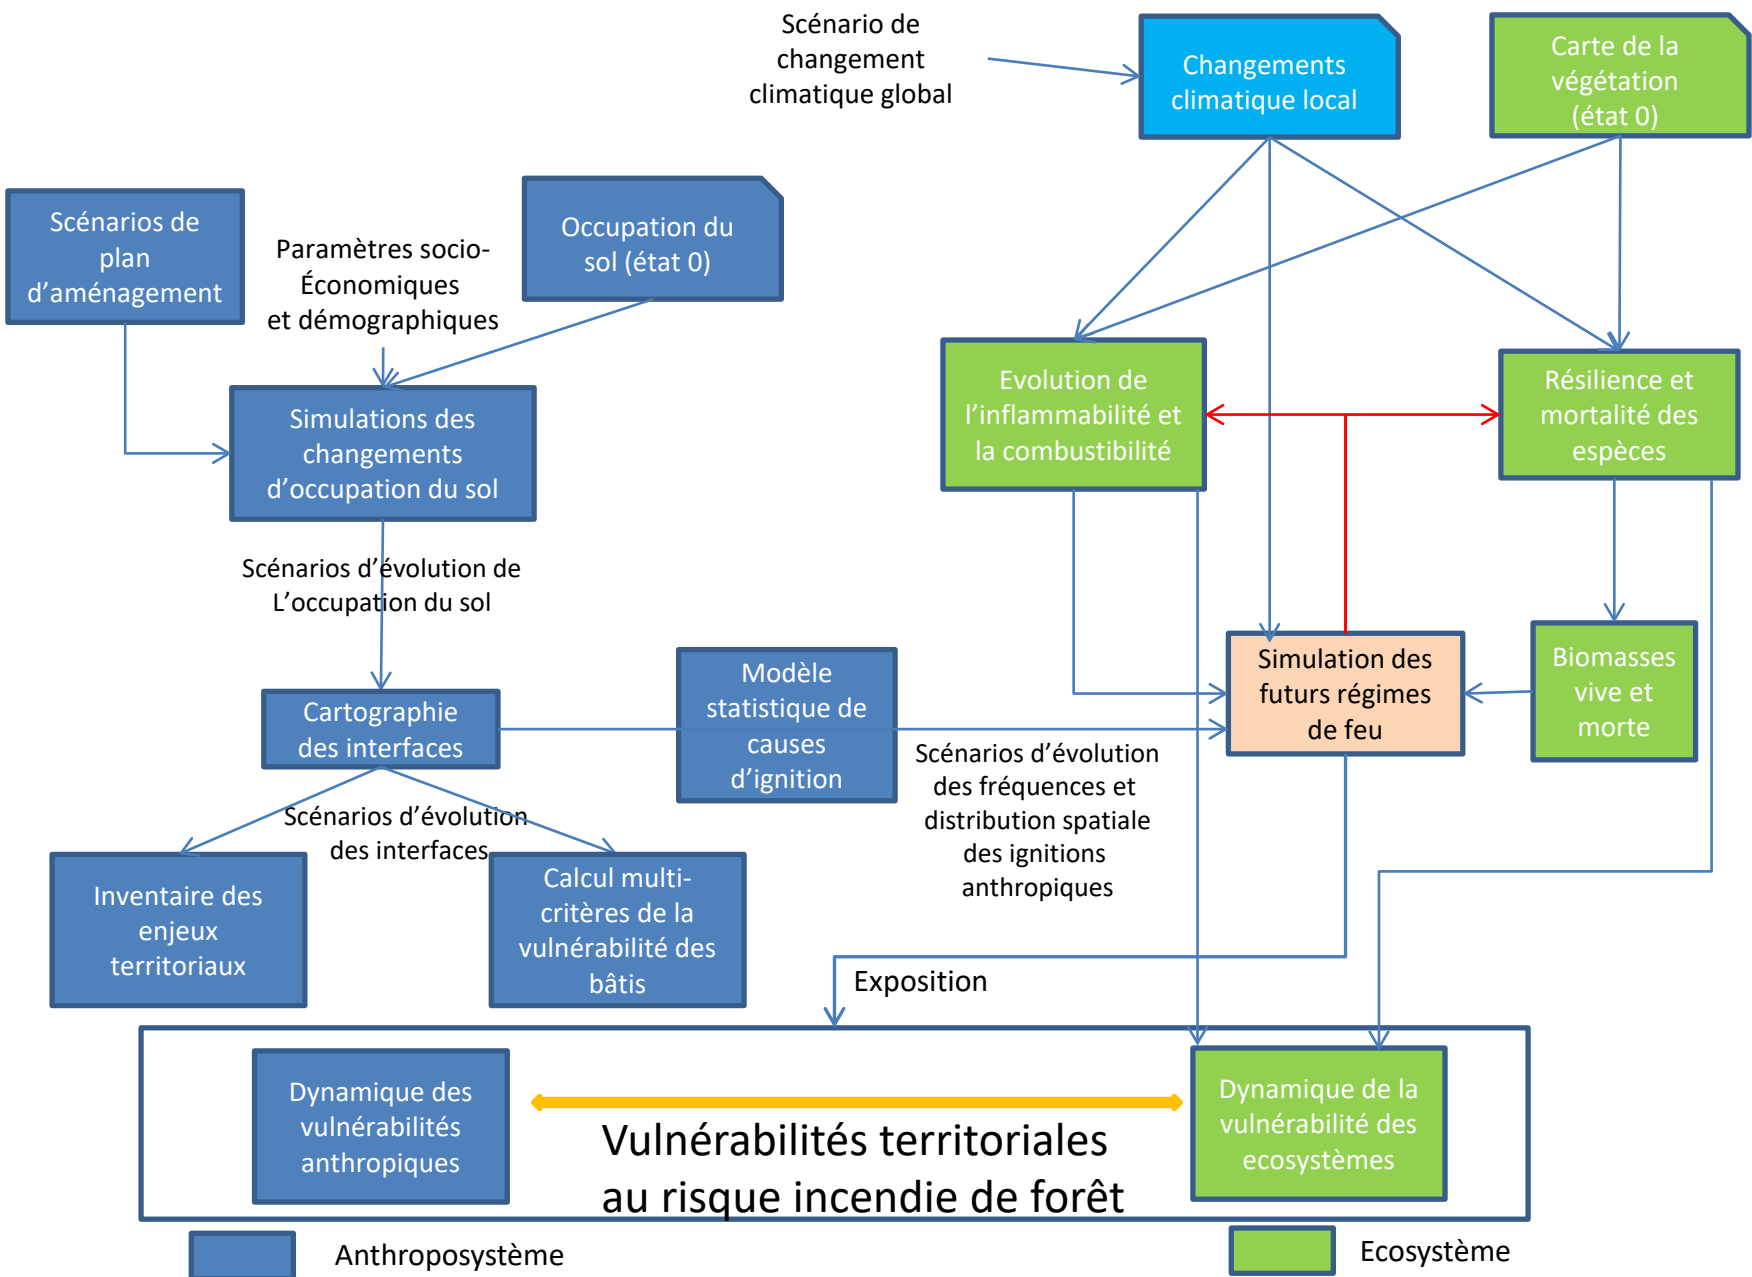 Scénario de
changement
climatique global
Changements
climatique local
Carte de la
végétation
(état 0)
Scénarios de
plan
d’aménagement
Paramètres socio-
Économiques
et démographiques
Occupation du
sol (état 0)
Simulations des
changements
d’occupation du sol
Evolution de
l’inflammabilité et
la combustibilité
Résilience et
mortalité des
espèces
Scénarios d’évolution de
L’occupation du sol
Cartographie
des interfaces
Modèle
statistique de
causes
d’ignition
Simulation des
futurs régimes
de feu
Biomasses
vive et
morte
Scénarios d’évolution
des fréquences et
distribution spatiale
des ignitions
anthropiques
Scénarios d’évolution
des interfaces
Inventaire des
enjeux
territoriaux
Calcul multi-
critères de la
vulnérabilité des
bâtis
Exposition
Dynamique des
vulnérabilités
anthropiques
Vulnérabilités territoriales
au risque incendie de forêt
Dynamique de la
vulnérabilité des
ecosystèmes
Anthroposystème
Ecosystème